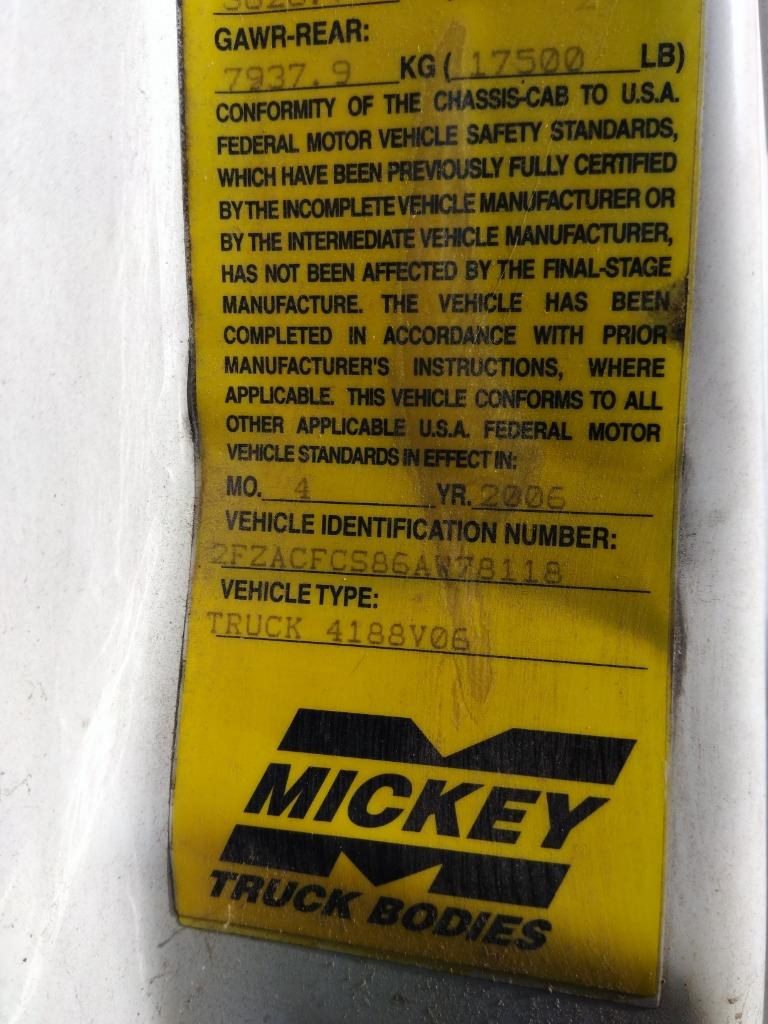 GAWR-REAR:
7937.9 KG ( 17500 LB)
CONFORMITY OF THE CHASSIS-CAB TO U.S.A.
FEDERAL MOTOR VEHICLE SAFETY STANDARDS,
WHICH HAVE BEEN PREVIOUSLY FULLY CERTIFIED
BY THE INCOMPLETE VEHICLE MANUFACTURER OR
BY THE INTERMEDIATE VEHICLE MANUFACTURER,
HAS NOT BEEN AFFECTED BY THE FINAL-STAGE
MANUFACTURE. THE VEHICLE HAS BEEN
COMPLETED IN ACCORDANCE WITH PRIOR
MANUFACTURER'S INSTRUCTIONS, WHERE
APPLICABLE. THIS VEHICLE CONFORMS TO ALL
OTHER APPLICABLE U.S.A. FEDERAL MOTOR
VEHICLE STANDARDS IN EFFECT IN:
MO. 4 YR. 2006
VEHICLE IDENTIFICATION NUMBER:
2FZACFCS86AW78118
VEHICLE TYPE:
TRUCK 4188V06
MICKEY
TRUCK BODIES